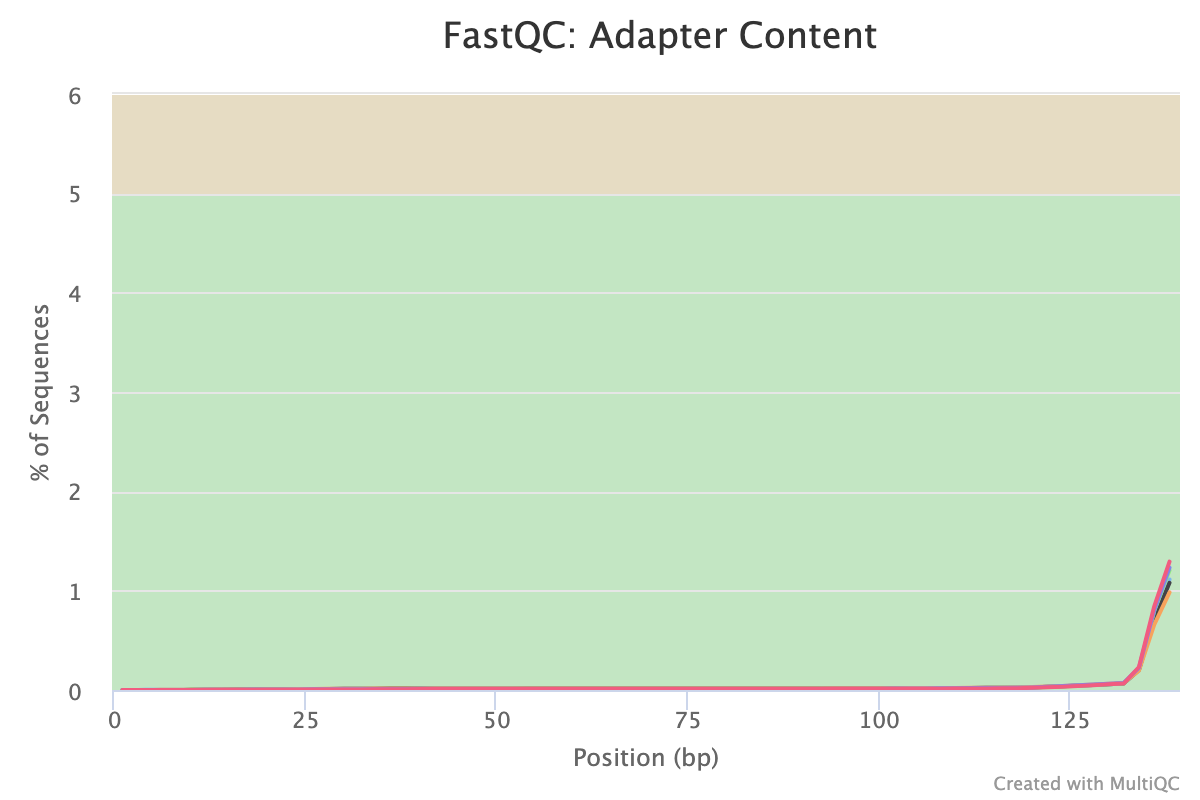 FastQC: Adapter Content
6
5
4
3
2
1
0
% of Sequences
0 25 50 75 100 125
Position (bp)
Created with MultiQC